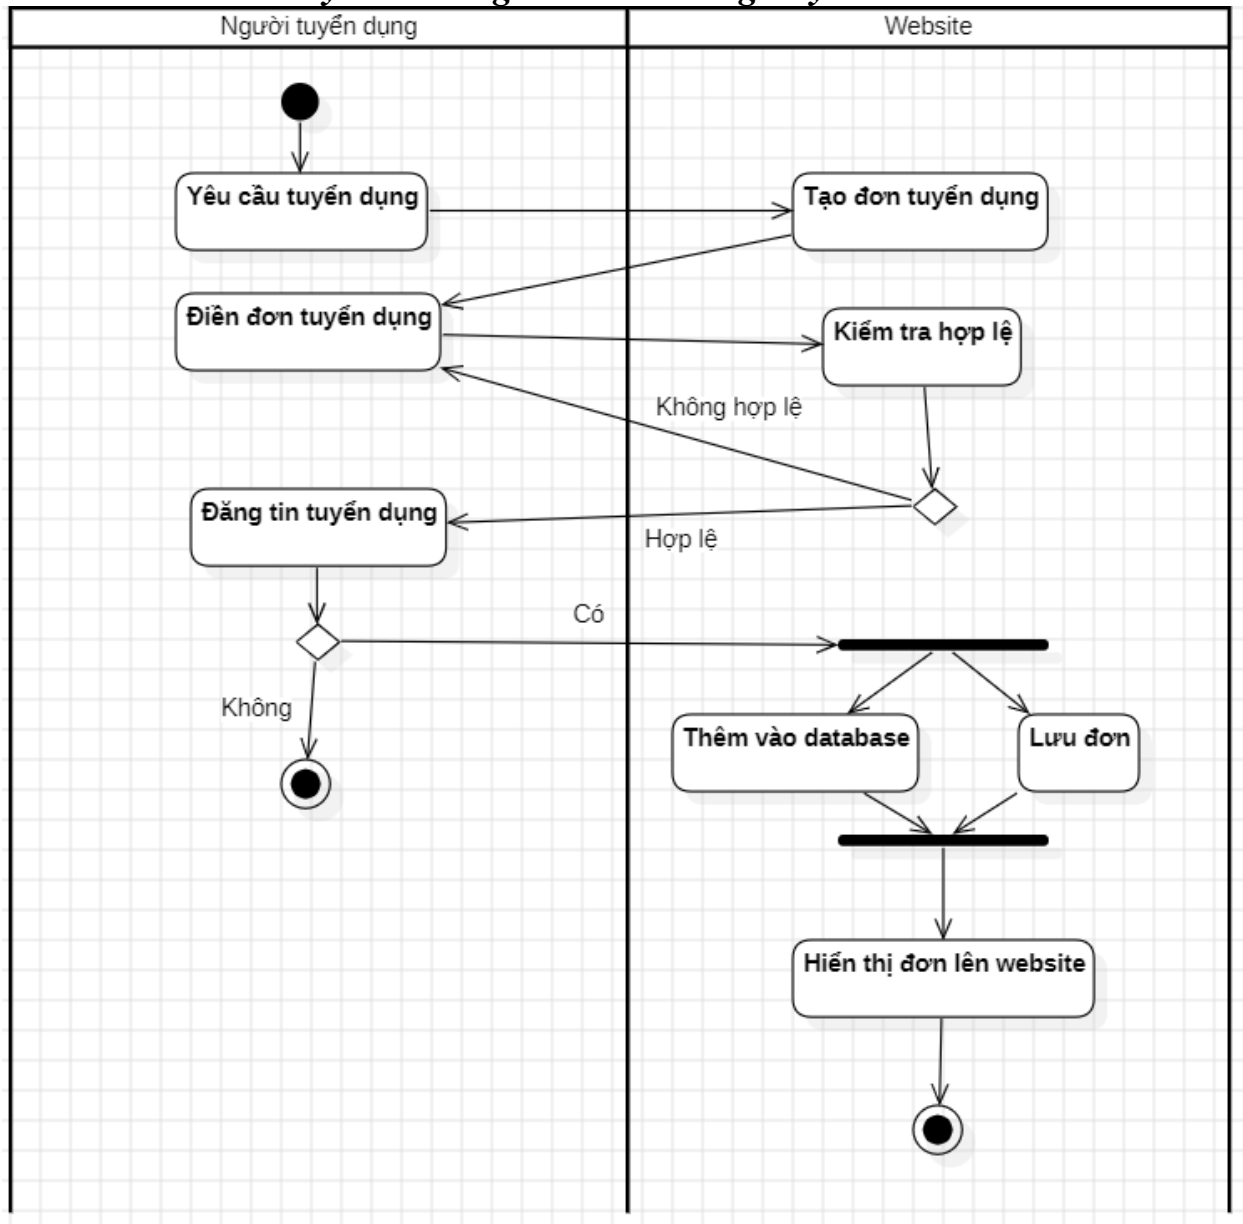 Người tuyển dụng
Website
Yêu cầu tuyển dụng
Tạo đơn tuyển dụng
Điền đơn tuyển dụng
Kiểm tra hợp lệ
Không hợp lệ
Đăng tin tuyển dụng
Hợp lệ
Có
Không
Thêm vào database
Lưu đơn
Hiển thị đơn lên website